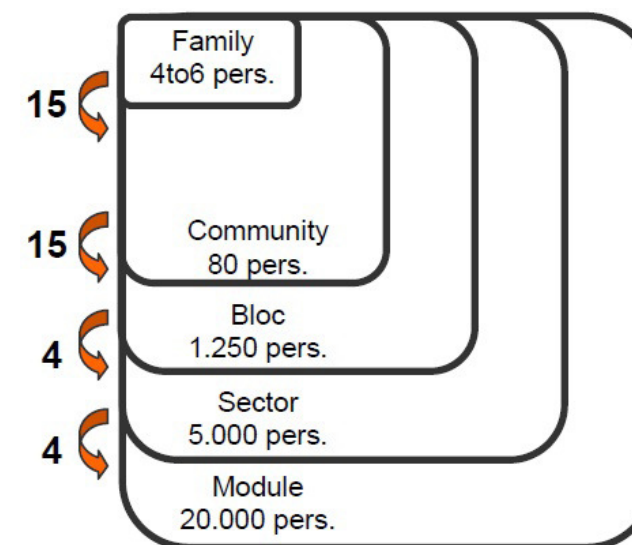 Family
4to6 pers.
15
15
Community
80 pers.
Bloc
1.250 pers.
4
Sector
5.000 pers.
4
Module
20.000 pers.